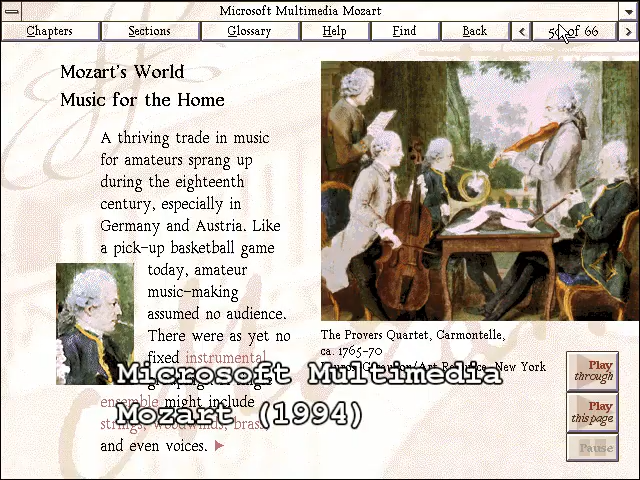 Microsoft Multimedia Mozart
Chapters Sections Glossary Help Find Back < of 66 >
Mozart's World
Music for the Home
A thriving trade in music
for amateurs sprang up
during the eighteenth
century, especially in
Germany and Austria. Like
a pick-up basketball game
today, amateur
music-making
assumed no audience.
There were as yet no
fixed instrumental
ensemble might include
strings, woodwinds, brass
and even voices.
The Provers Quartet, Carmontelle,
ca. 1765-70
New York
Play
through
Play
this page
Pause
Microsoft Multimedia
Mozart (1994)